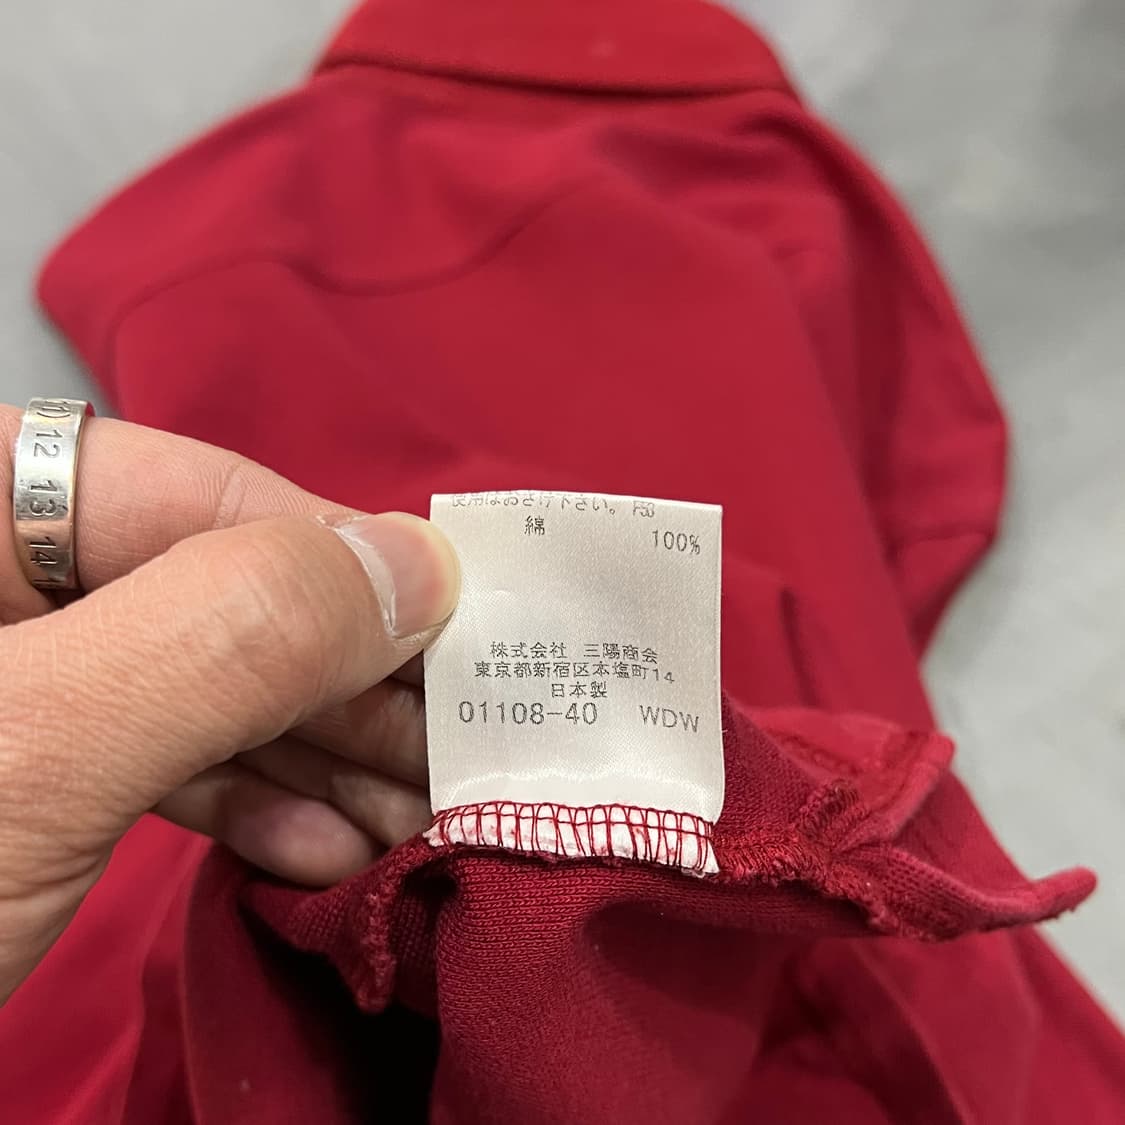 11)
12
13
14
使用はおさけ下さい。 F50
綿 100%
株式会社 三陽商会
東京都新宿区本塩町14
日本製
01108-40 WDW